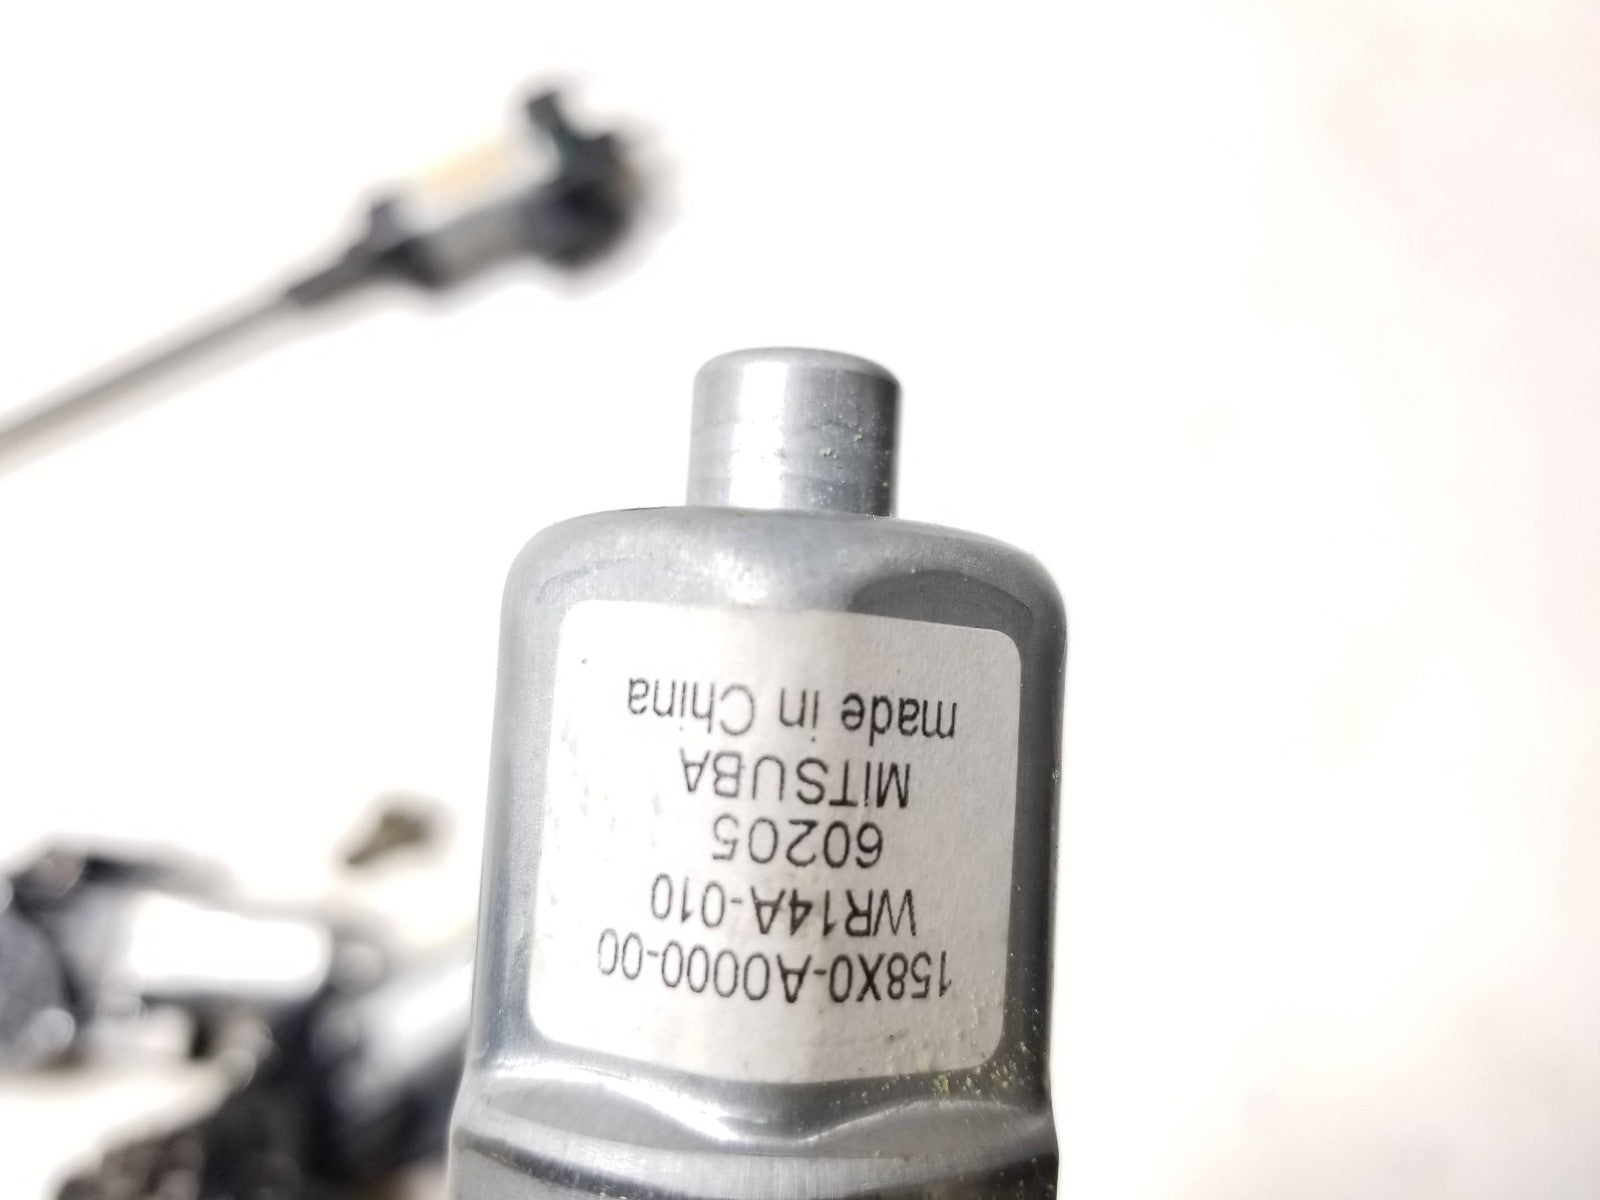 158X0-A0000-00
WR14A-010
60205
MiTSUBA
made in China